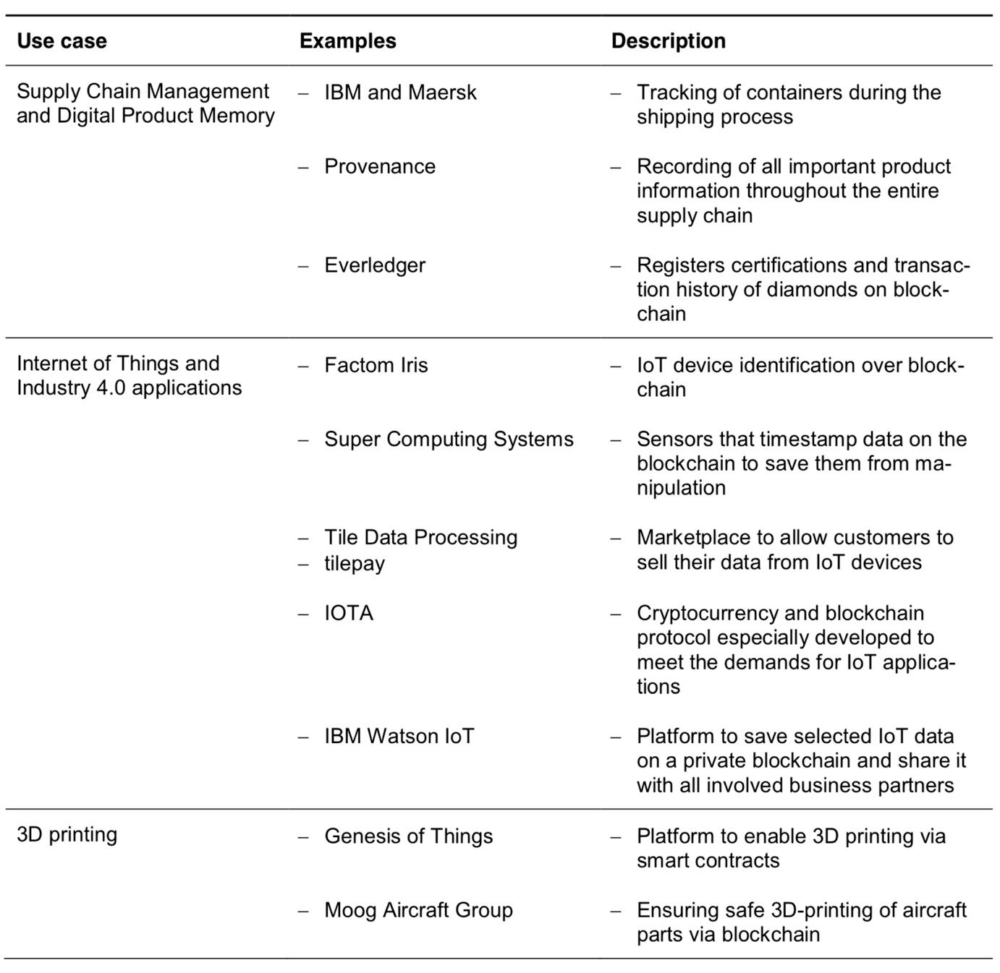 Use case Examples Description
Supply Chain Management – IBM and Maersk – Tracking of containers during the
and Digital Product Memory shipping process
– Provenance – Recording of all important product
information throughout the entire
supply chain
– Everledger – Registers certifications and transac-
tion history of diamonds on block-
chain
Internet of Things and – Factom Iris – IoT device identification over block-
Industry 4.0 applications chain
– Super Computing Systems – Sensors that timestamp data on the
blockchain to save them from ma-
nipulation
– Tile Data Processing – Marketplace to allow customers to
– tilepay sell their data from IoT devices
– IOTA – Cryptocurrency and blockchain
protocol especially developed to
meet the demands for IoT applica-
tions
– IBM Watson IoT – Platform to save selected IoT data
on a private blockchain and share it
with all involved business partners
3D printing – Genesis of Things – Platform to enable 3D printing via
smart contracts
– Moog Aircraft Group – Ensuring safe 3D-printing of aircraft
parts via blockchain